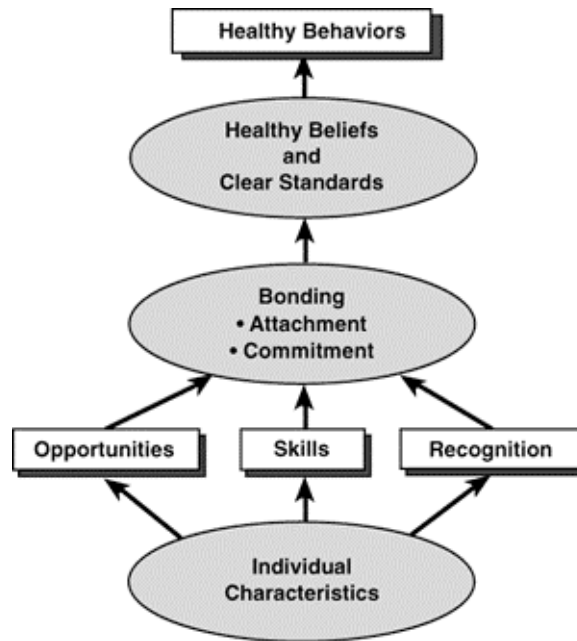 Healthy Behaviors
Healthy Beliefs
and
Clear Standards
Bonding
• Attachment
• Commitment
Opportunities
Skills
Recognition
Individual
Characteristics